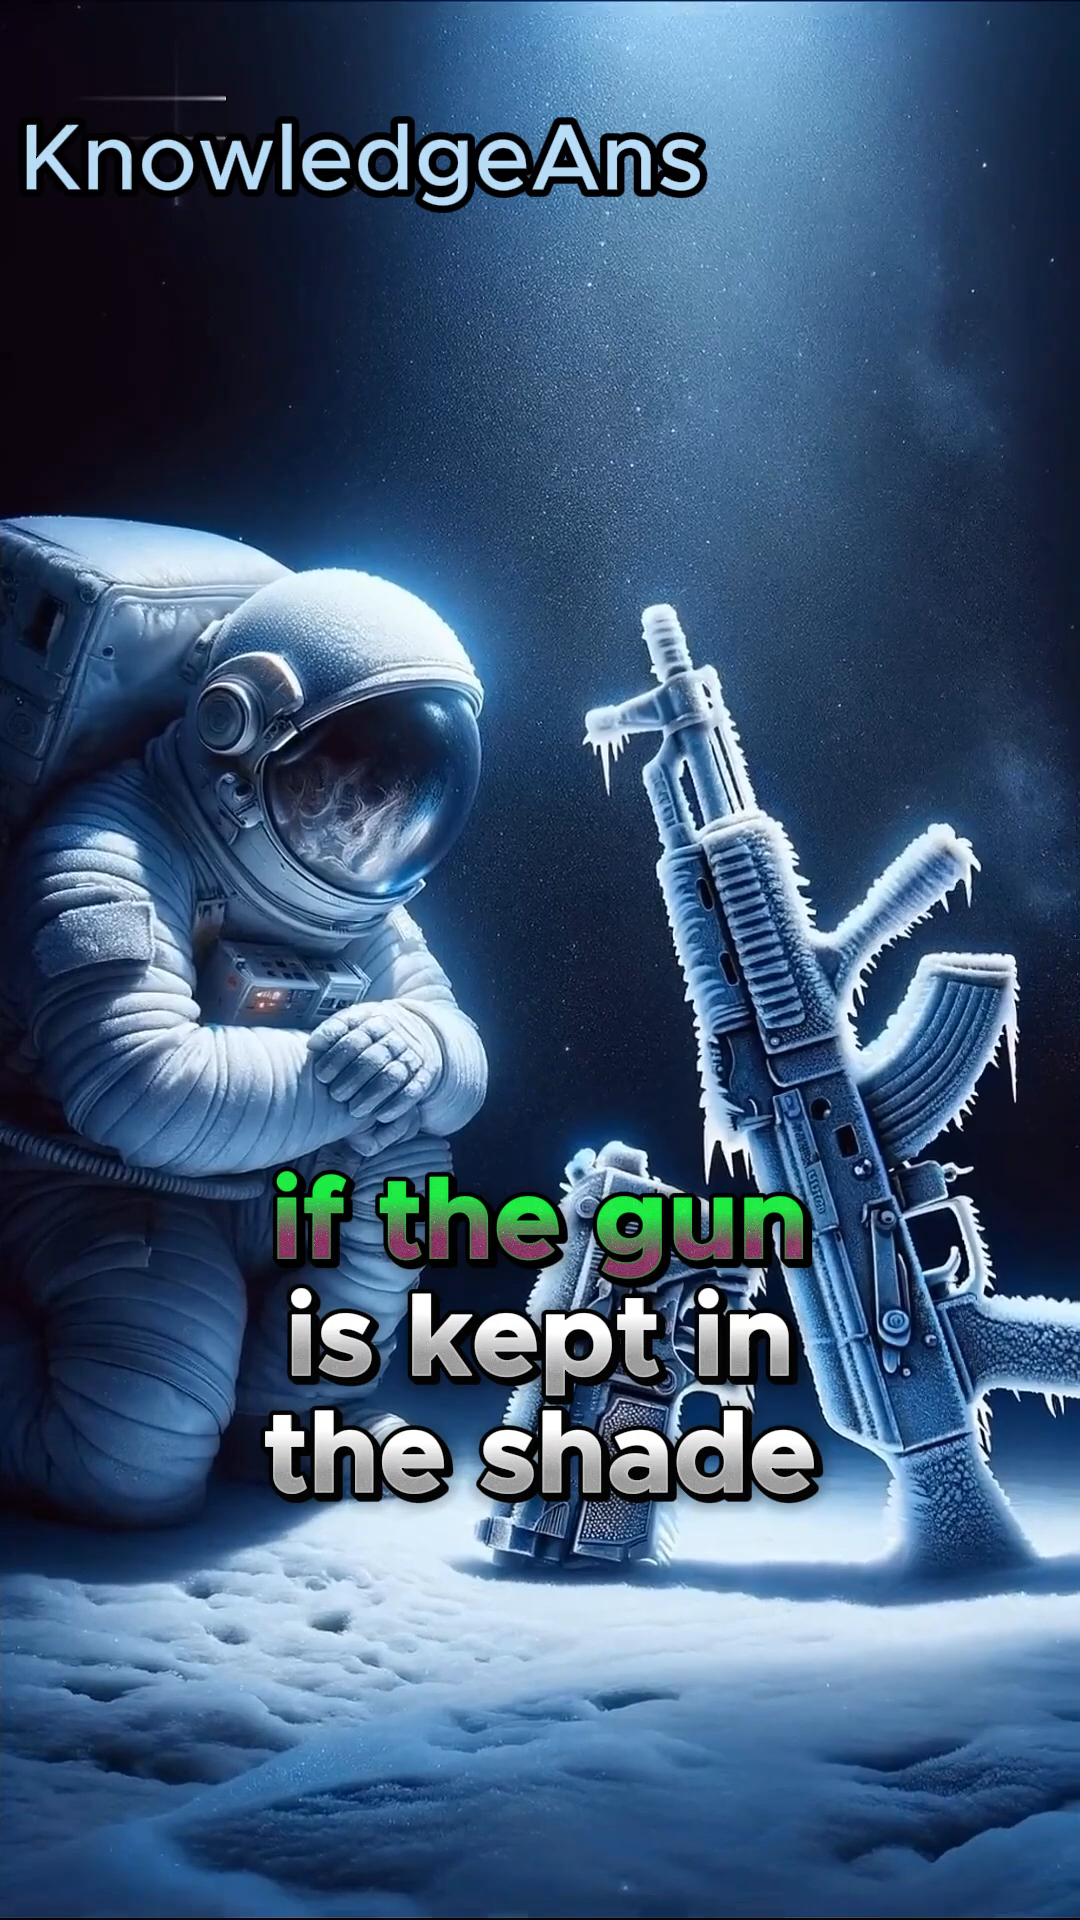 KnowledgeAns
if the gun
is kept in
the shade